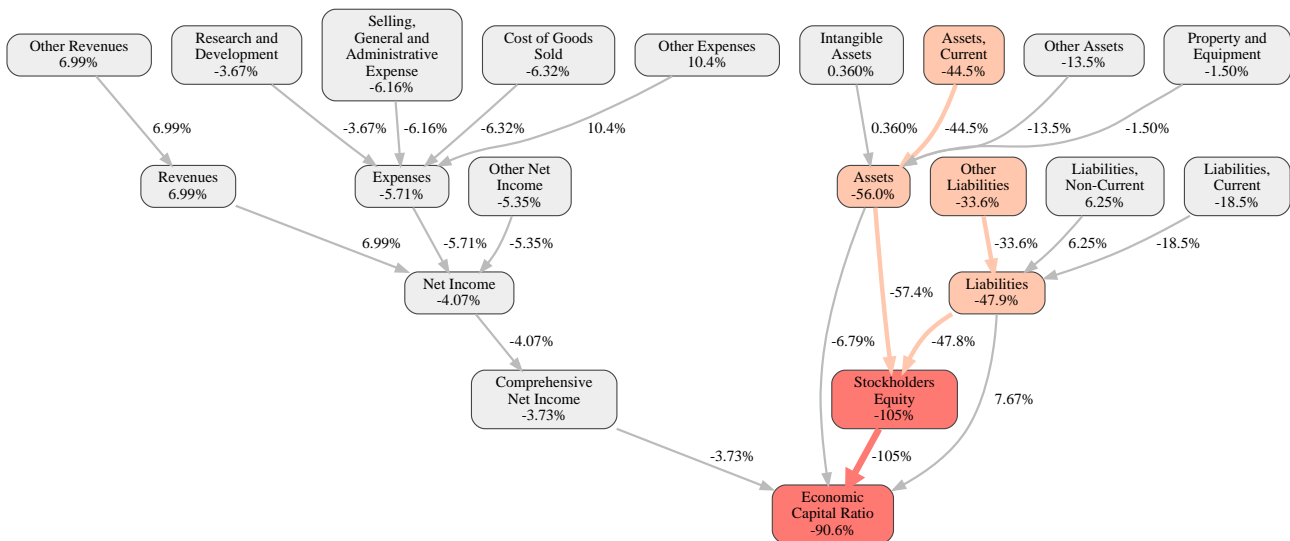 Other Revenues
6.99%
Research and
Development
-3.67%
Selling,
General and
Administrative
Expense
-6.16%
Cost of Goods
Sold
-6.32%
Other Expenses
10.4%
Intangible
Assets
0.360%
Assets,
Current
-44.5%
Other Assets
-13.5%
Property and
Equipment
-1.50%
6.99%
-3.67%
-6.16%
-6.32%
10.4%
0.360%
-44.5%
-13.5%
-1.50%
Revenues
6.99%
Expenses
-5.71%
Other Net
Income
-5.35%
Assets
-56.0%
Other
Liabilities
-33.6%
Liabilities,
Non-Current
6.25%
Liabilities,
Current
-18.5%
6.99%
-5.71%
-5.35%
-33.6%
6.25%
-18.5%
Net Income
-4.07%
-57.4%
Liabilities
-47.9%
-4.07%
-6.79%
-47.8%
Comprehensive
Net Income
-3.73%
Stockholders
Equity
-105%
7.67%
-3.73%
-105%
Economic
Capital Ratio
-90.6%